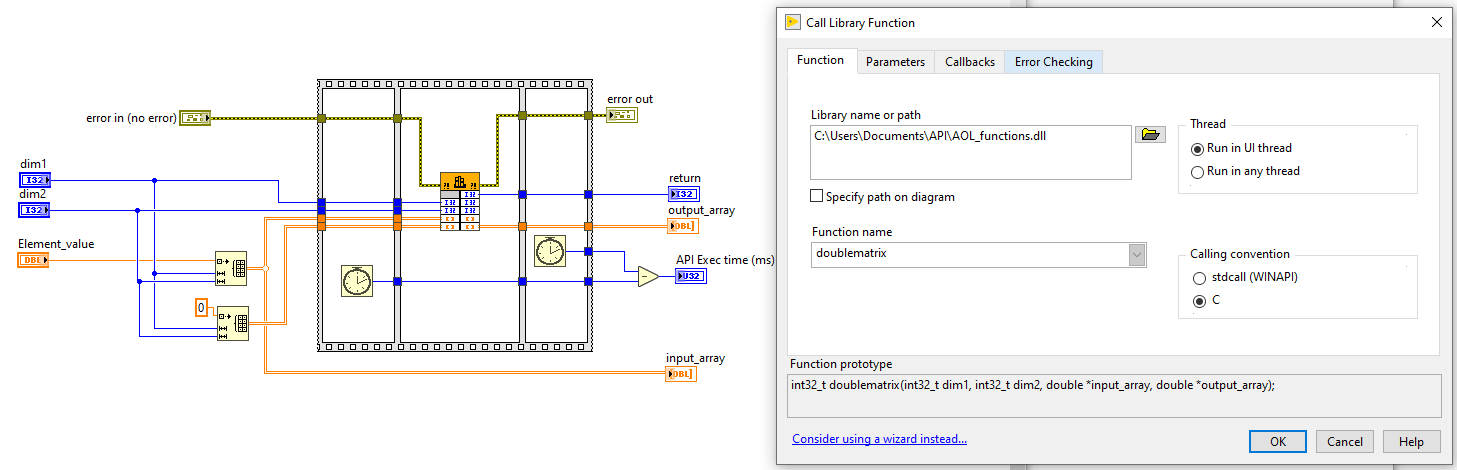 error in (no error)
error out
dim1
I32
dim2
I32
Element_value
DBL
0
return
I32
output_array
DBL]
API Exec time (ms)
U32
input_array
DBL]
Call Library Function
Function
Parameters
Callbacks
Error Checking
Library name or path
C:\Users\Documents\API\AOL_functions.dll
Thread
Run in UI thread
Run in any thread
Specify path on diagram
Function name
doublematrix
Calling convention
stdcall (WINAPI)
C
Function prototype
int32_t doublematrix(int32_t dim1, int32_t dim2, double *input_array, double *output_array);
Consider using a wizard instead...
OK
Cancel
Help